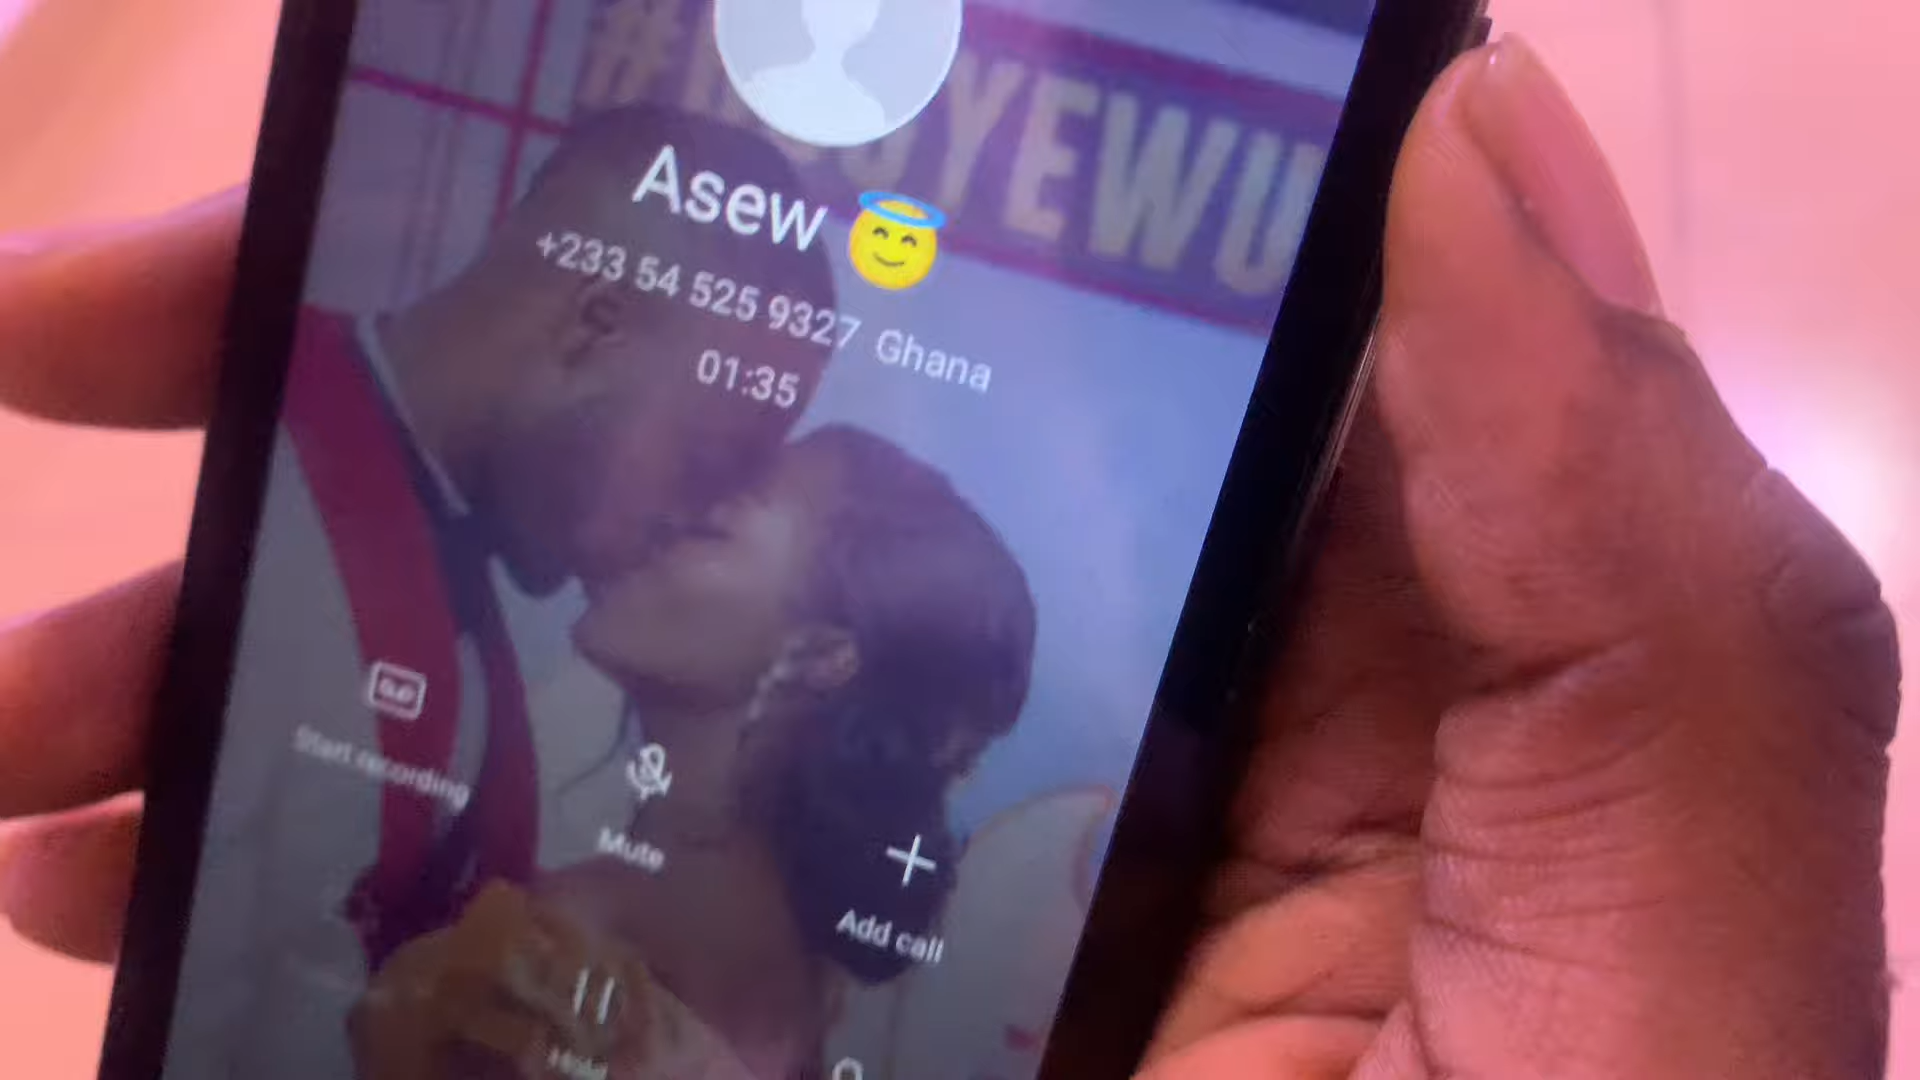 Asew 😇
+233 54 525 9327 Ghana
01:35
Start recording
Mute
Add call